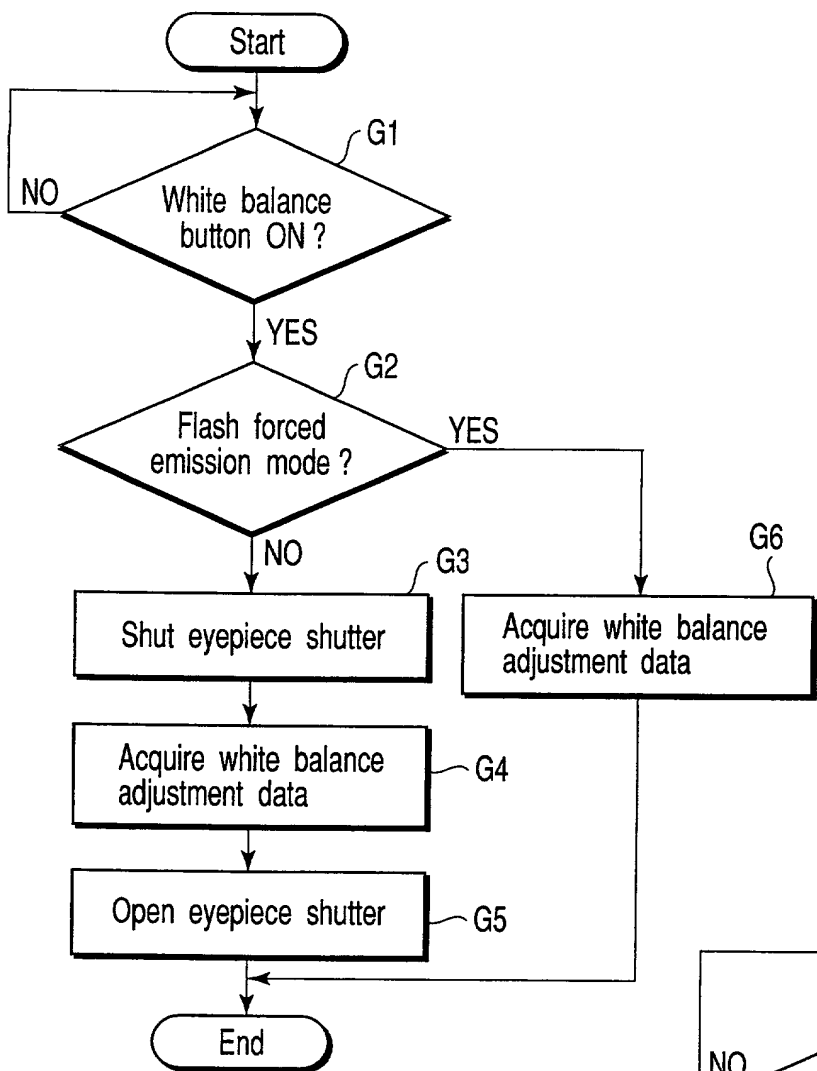 Start
G1
NO
White balance
button ON ?
YES
G2
Flash forced
emission mode ?
YES
NO
G3
Shut eyepiece shutter
G6
Acquire white balance
adjustment data
Acquire white balance
adjustment data
G4
Open eyepiece shutter
G5
End
NO